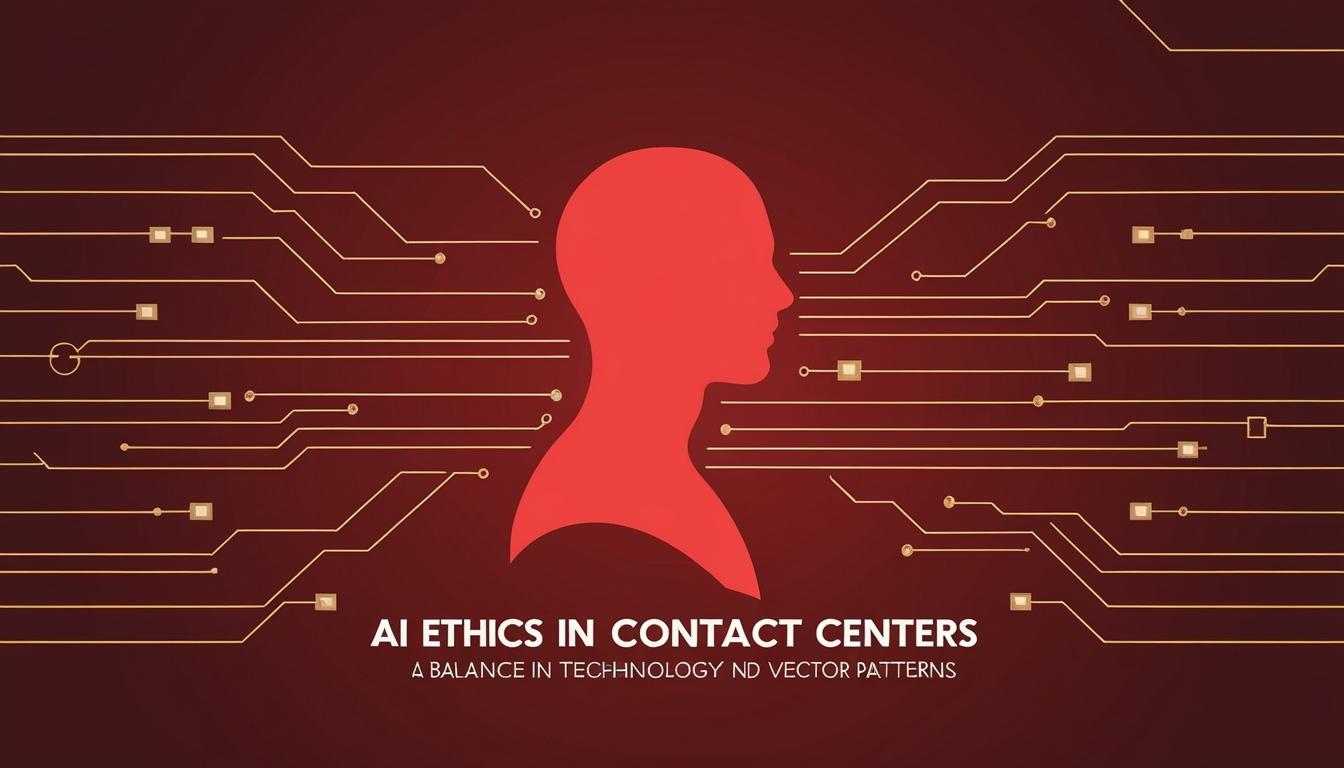 AI ETHICS IN CONTACT CENTERS
A BALANCE IN TECHHNOLOGY ND VECTOR PATTERNS